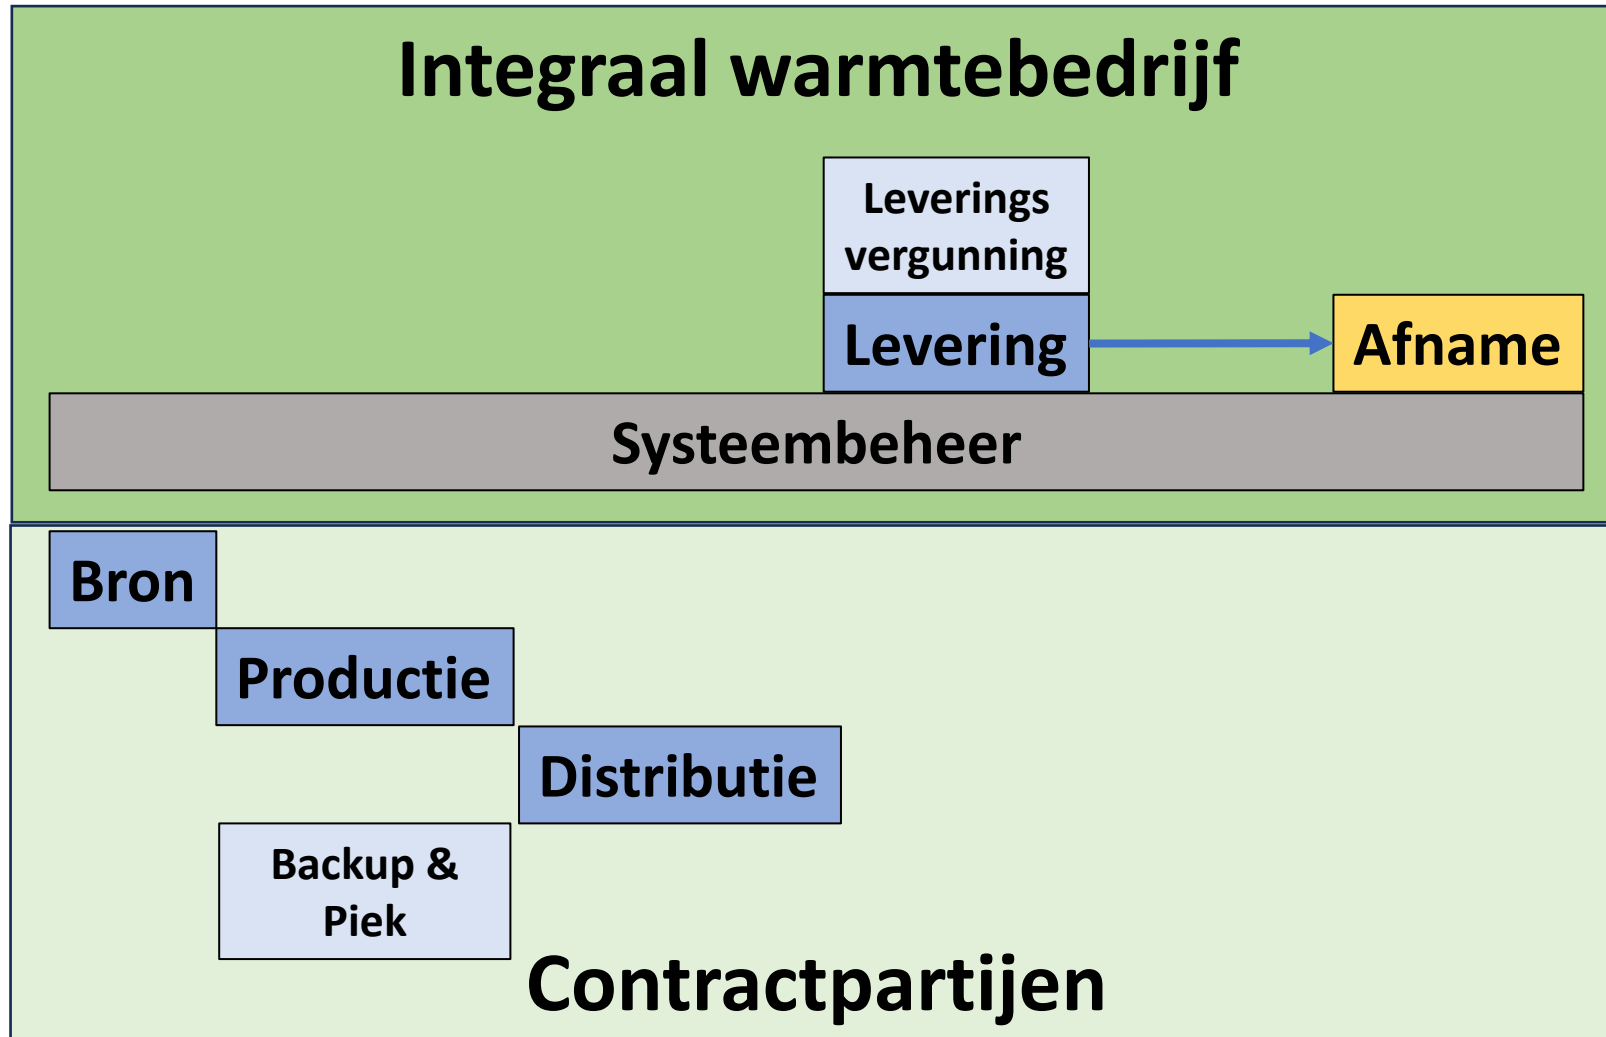 Integraal warmtebedrijf
Leverings
vergunning
Levering
Afname
Systeembeheer
Bron
Productie
Distributie
Backup &
Piek
Contractpartijen